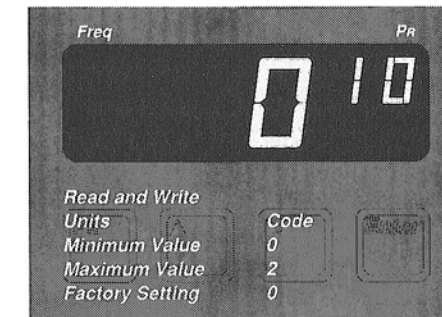 Freq PR
0 10
Read and Write
Units Code
Minimum Value 0
Maximum Value 2
Factory Setting 0